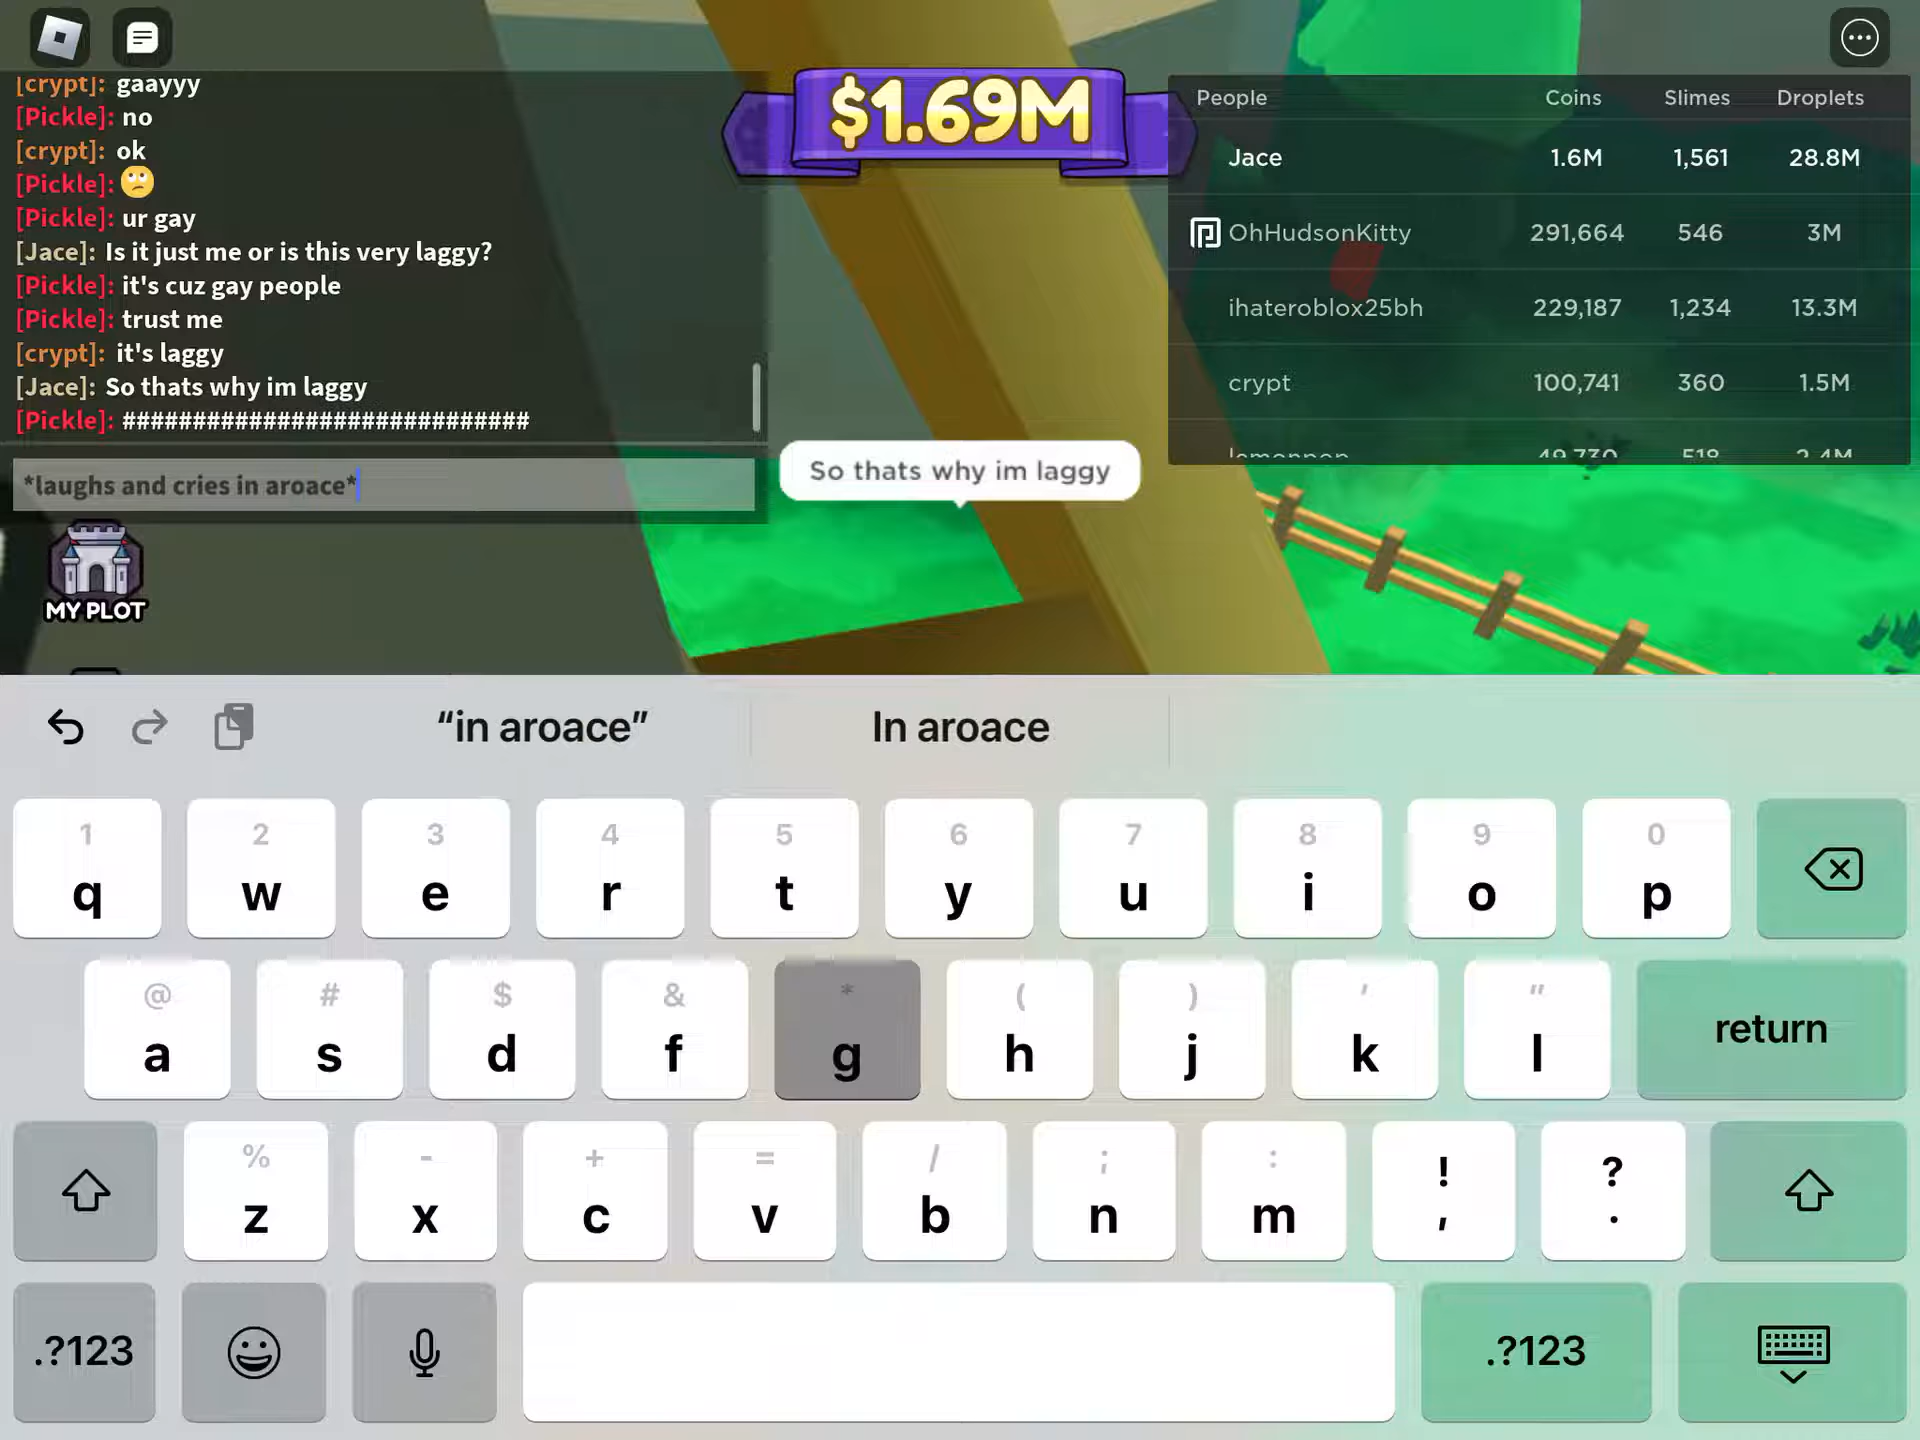 [crypt]: gaayyy
[Pickle]: no
[crypt]: ok
[Pickle]: 🙄
[Pickle]: ur gay
[Jace]: Is it just me or is this very laggy?
[Pickle]: it's cuz gay people
[Pickle]: trust me
[crypt]: it's laggy
[Jace]: So thats why im laggy
[Pickle]: #############################
*laughs and cries in aroace*
MY PLOT
$1.69M
So thats why im laggy
People Coins Slimes Droplets
Jace 1.6M 1,561 28.8M
OhHudsonKitty 291,664 546 3M
ihateroblox25bh 229,187 1,234 13.3M
crypt 100,741 360 1.5M
“in aroace” In aroace
1 2 3 4 5 6 7 8 9 0
q w e r t y u i o p
@ # $ & * ( ) ' "
a s d f g h j k l return
% - + = / ; : ! ?
z x c v b n m , .
.?123 .?123